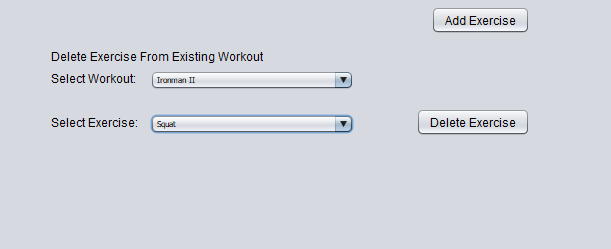 Add Exercise
Delete Exercise From Existing Workout
Select Workout: Ironman II
Select Exercise: Squat Delete Exercise